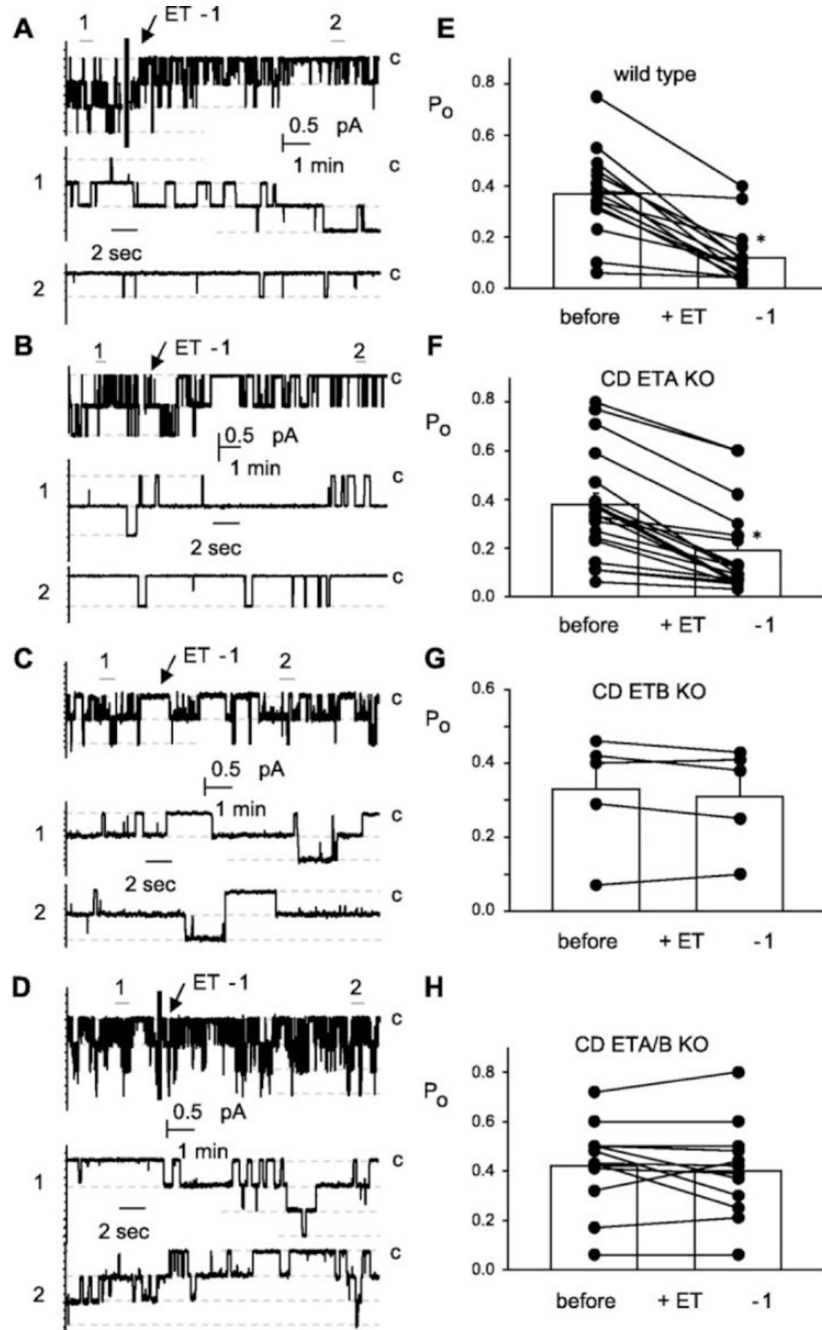 A
1
ET -1
2
c
0.5 pA
1 min
1
c
2 sec
2
c
E
wild type
Po
0.8
0.6
0.4
0.2
0.0
*
before + ET -1
B
1
ET -1
2
c
0.5 pA
1 min
1
c
2 sec
2
c
F
CD ETA KO
Po
0.8
0.6
0.4
0.2
0.0
*
before + ET -1
C
1
ET -1
2
c
0.5 pA
1 min
1
c
2 sec
2
c
G
CD ETB KO
Po
0.6
0.4
0.2
0.0
before + ET -1
D
1
ET -1
2
c
0.5 pA
1 min
1
c
2 sec
2
c
H
CD ETA/B KO
Po
0.8
0.6
0.4
0.2
0.0
before + ET -1